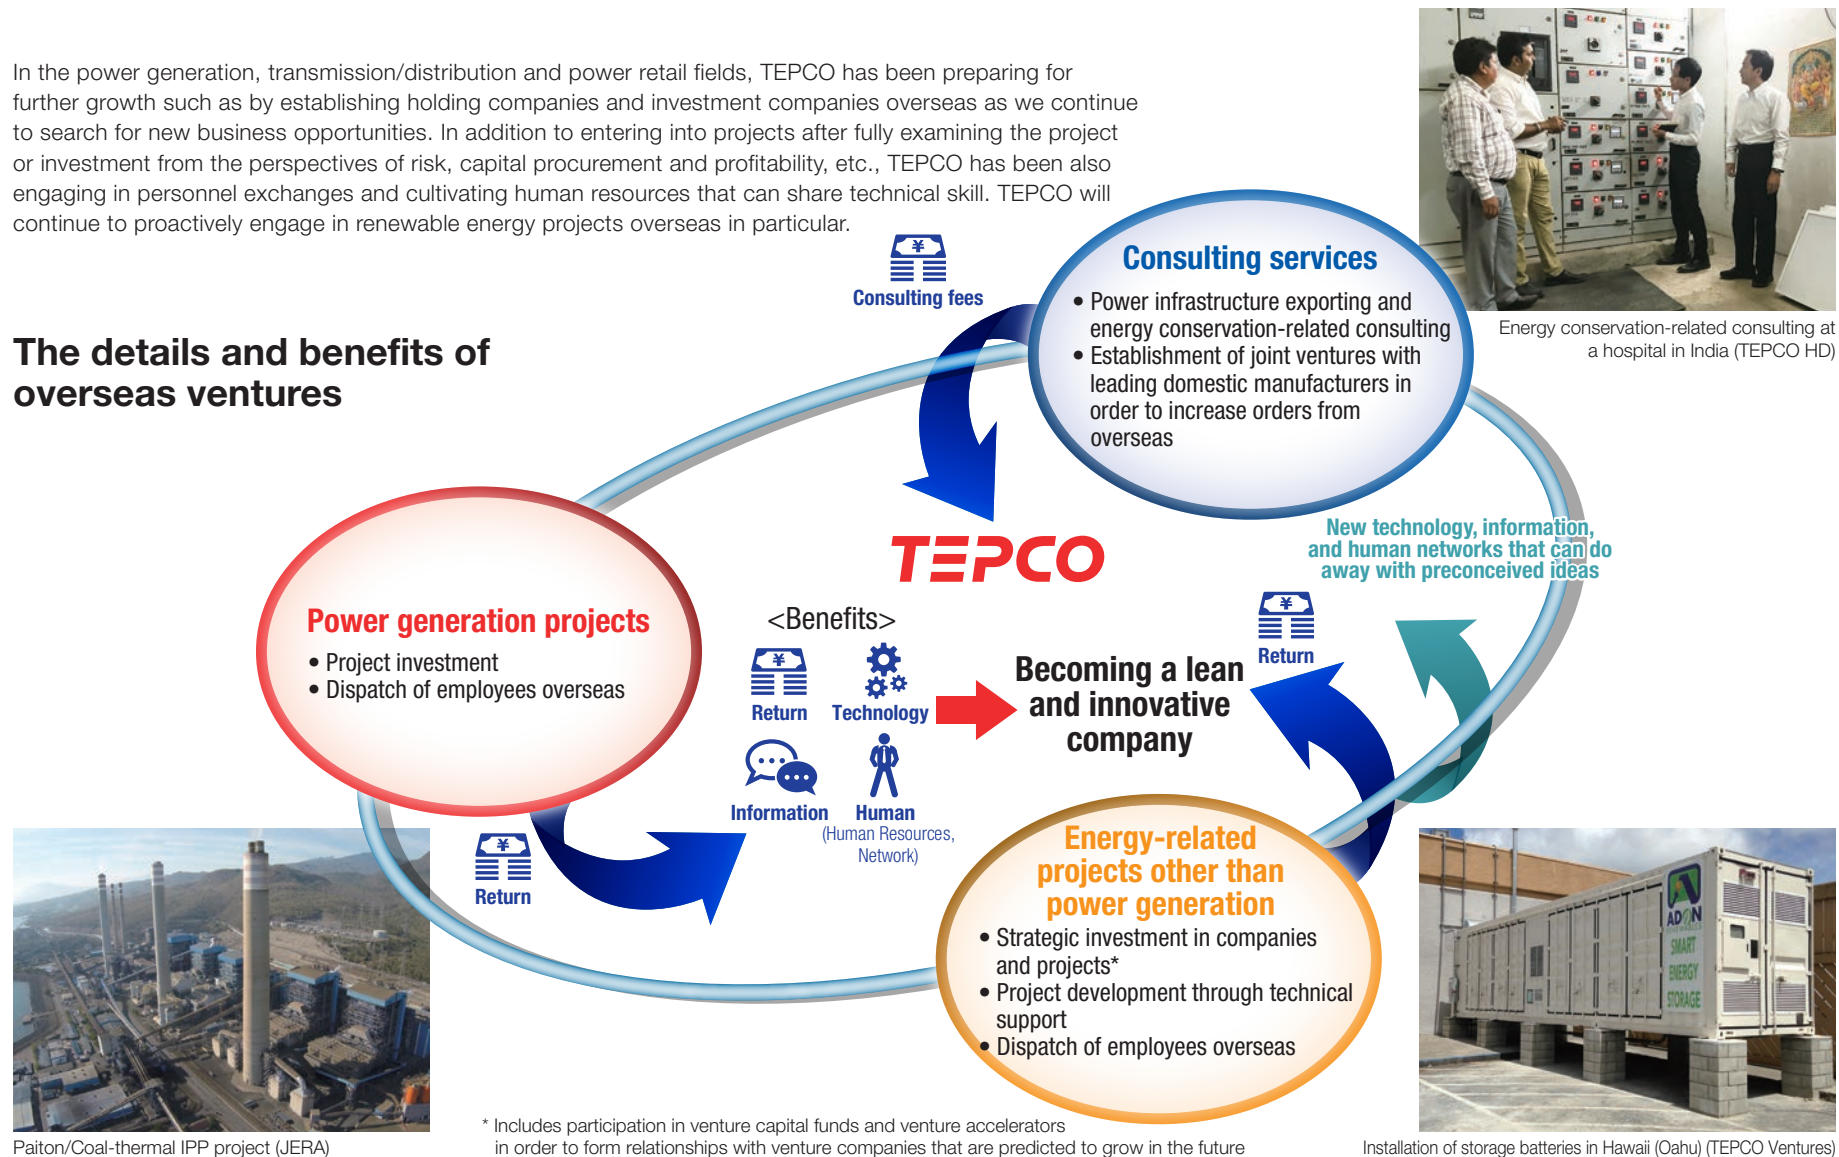 In the power generation, transmission/distribution and power retail fields, TEPCO has been preparing for
further growth such as by establishing holding companies and investment companies overseas as we continue
to search for new business opportunities. In addition to entering into projects after fully examining the project
or investment from the perspectives of risk, capital procurement and profitability, etc., TEPCO has been also
engaging in personnel exchanges and cultivating human resources that can share technical skill. TEPCO will
continue to proactively engage in renewable energy projects overseas in particular.
The details and benefits of
overseas ventures
¥
Consulting fees
Consulting services
• Power infrastructure exporting and
energy conservation-related consulting
• Establishment of joint ventures with
leading domestic manufacturers in
order to increase orders from
overseas
Energy conservation-related consulting at
a hospital in India (TEPCO HD)
TEPCO
New technology, information,
and human networks that can do
away with preconceived ideas
Power generation projects
• Project investment
• Dispatch of employees overseas
<Benefits>
¥
Return
Technology
Information
Human
(Human Resources,
Network)
Becoming a lean
and innovative
company
¥
Return
¥
Return
Energy-related
projects other than
power generation
• Strategic investment in companies
and projects*
• Project development through technical
support
• Dispatch of employees overseas
ADON
SMART
ENERGY
STORAGE
Paiton/Coal-thermal IPP project (JERA)
* Includes participation in venture capital funds and venture accelerators
in order to form relationships with venture companies that are predicted to grow in the future
Installation of storage batteries in Hawaii (Oahu) (TEPCO Ventures)